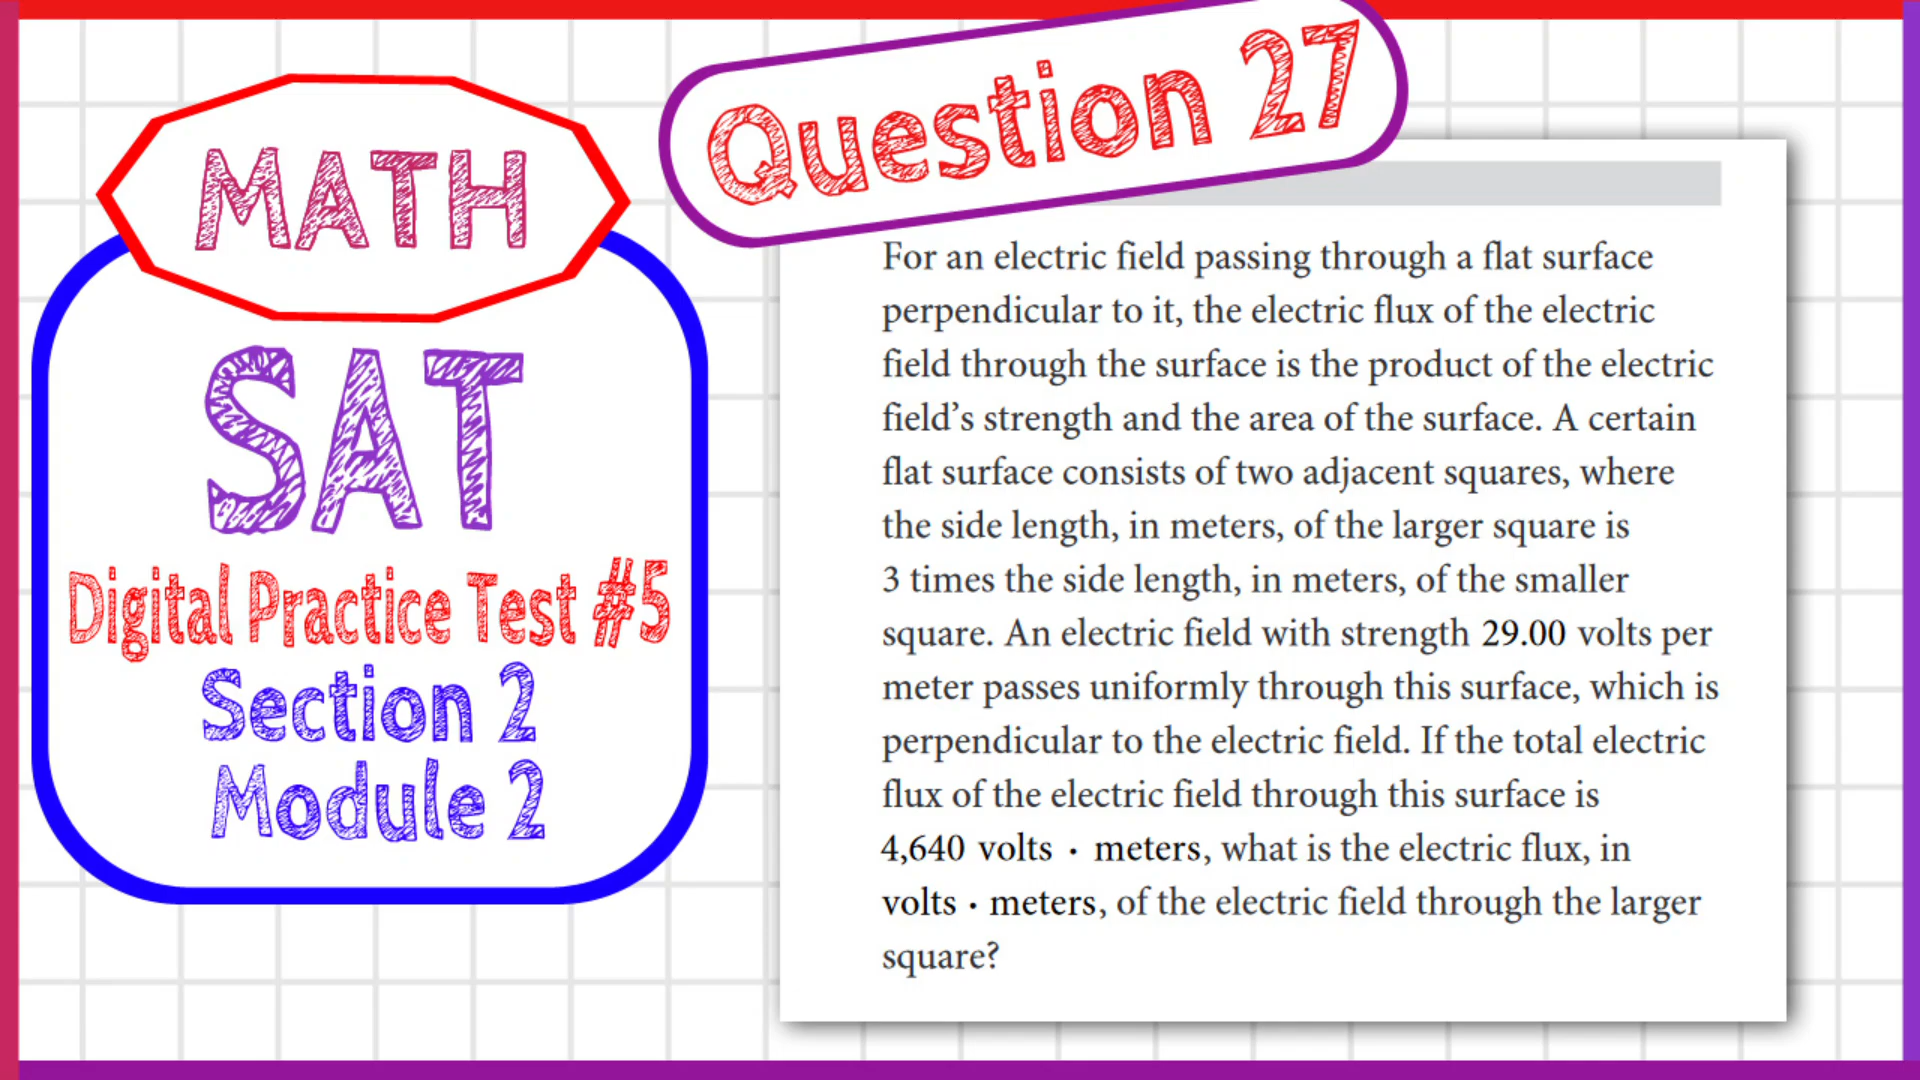 MATH
SAT
Digital Practice Test #5
Section 2
Module 2
Question 27
For an electric field passing through a flat surface
perpendicular to it, the electric flux of the electric
field through the surface is the product of the electric
field’s strength and the area of the surface. A certain
flat surface consists of two adjacent squares, where
the side length, in meters, of the larger square is
3 times the side length, in meters, of the smaller
square. An electric field with strength 29.00 volts per
meter passes uniformly through this surface, which is
perpendicular to the electric field. If the total electric
flux of the electric field through this surface is
4,640 volts · meters, what is the electric flux, in
volts · meters, of the electric field through the larger
square?